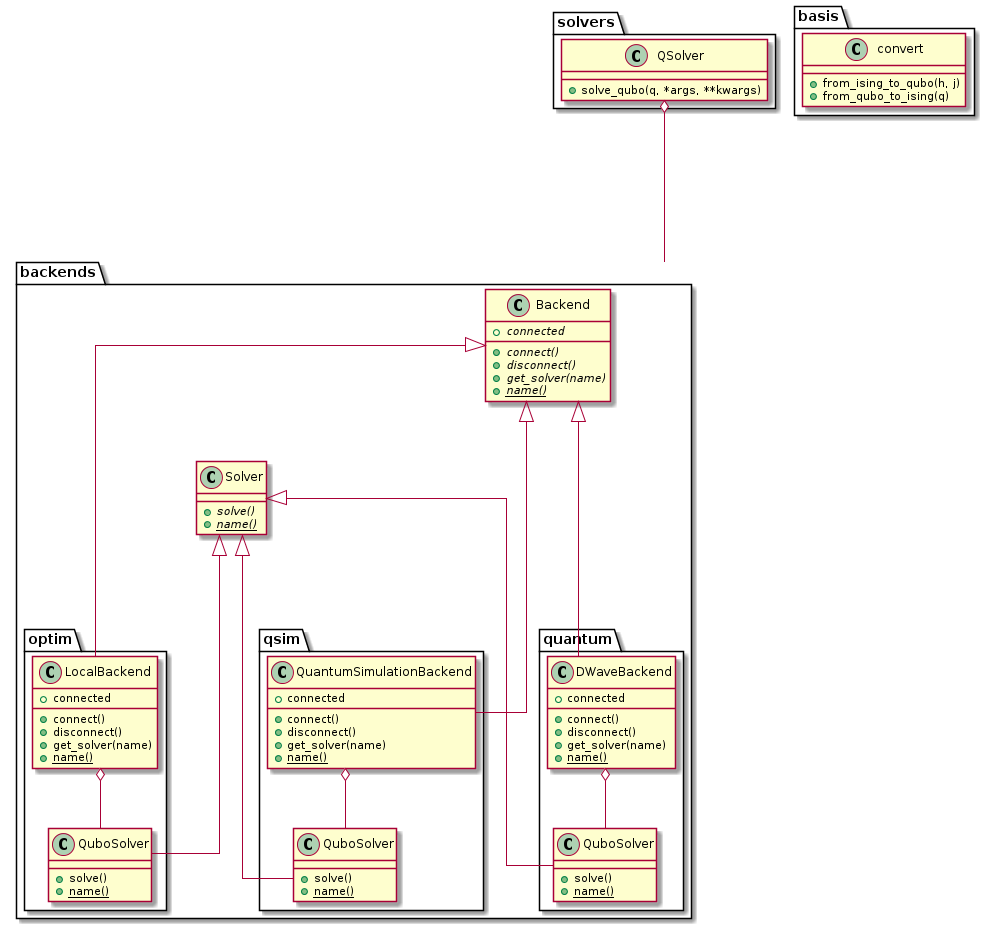 solvers
C QSolver
solve_qubo(q, *args, **kwargs)
basis
C convert
from_ising_to_qubo(h, j)
from_qubo_to_ising(q)
backends
C Backend
connected
connect()
disconnect()
get_solver(name)
name()
C Solver
solve()
name()
optim
C LocalBackend
connected
connect()
disconnect()
get_solver(name)
name()
C QuboSolver
solve()
name()
qsim
C QuantumSimulationBackend
connected
connect()
disconnect()
get_solver(name)
name()
C QuboSolver
solve()
name()
quantum
C DWaveBackend
connected
connect()
disconnect()
get_solver(name)
name()
C QuboSolver
solve()
name()